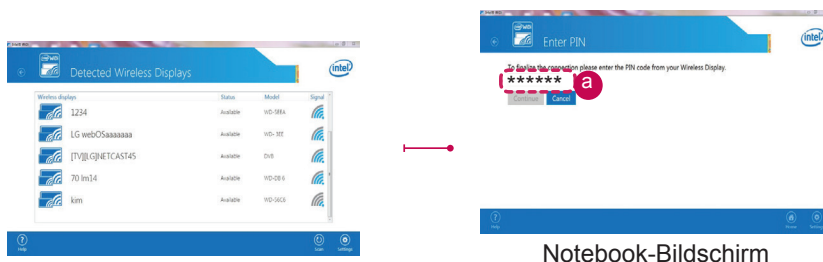 Detected Wireless Displays
intel
Wireless displays Status Model Signal
1234 Available
LG webOSaaaaaaa Available
[TV][LG]NETCAST45 Available
70 lm14 Available
kim Available
Help Scan Settings
Enter PIN
intel
To finalize the connection please enter the PIN code from your Wireless Display.
****** a
Continue Cancel
Notebook-Bildschirm